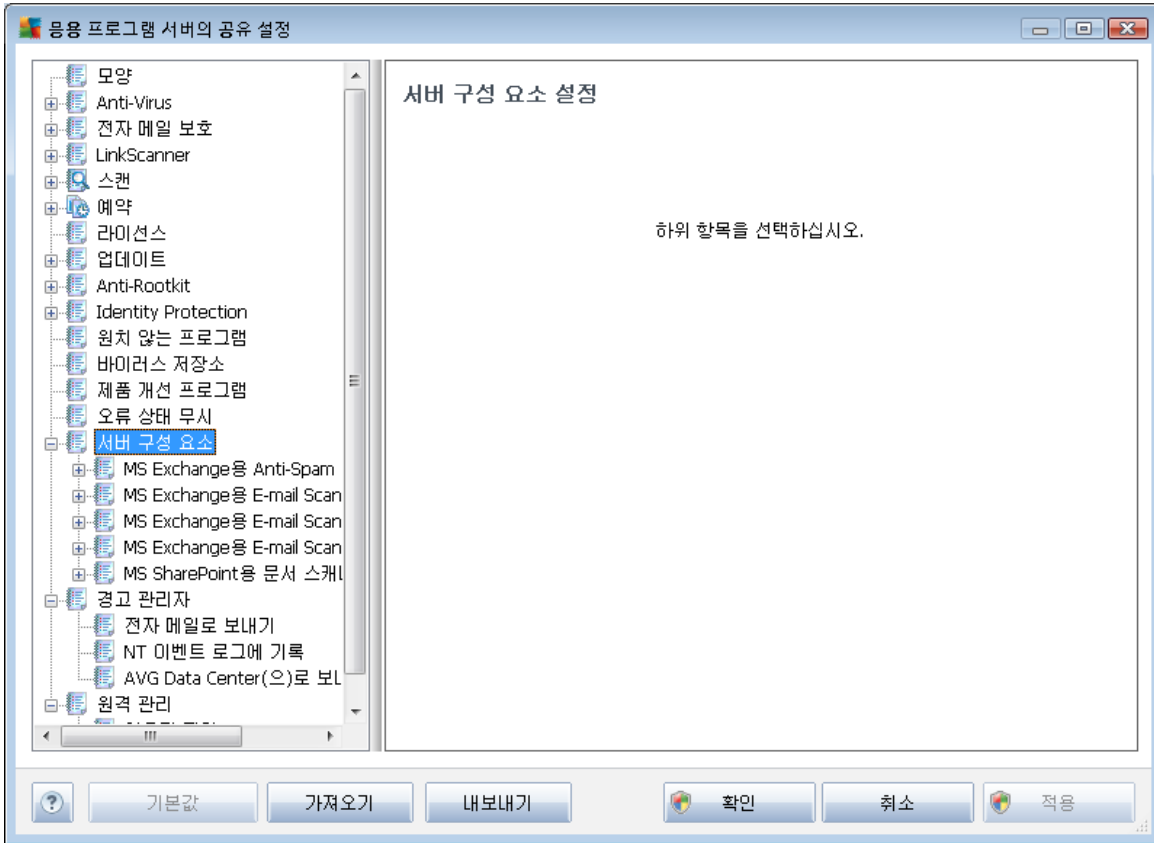 응용 프로그램 서버의 공유 설정
모양
Anti-Virus
전자 메일 보호
LinkScanner
스캔
예약
라이선스
업데이트
Anti-Rootkit
Identity Protection
원치 않는 프로그램
바이러스 저장소
제품 개선 프로그램
오류 상태 무시
서버 구성 요소
MS Exchange용 Anti-Spam
MS Exchange용 E-mail Scan
MS Exchange용 E-mail Scan
MS Exchange용 E-mail Scan
MS SharePoint용 문서
경고 관리자
전자 메일로 보내기
NT 이벤트 로그에 기록
AVG Data Center(으)로
원격 관리
서버 구성 요소 설정
하위 항목을 선택하십시오.
기본값 가져오기 내보내기 확인 취소 적용